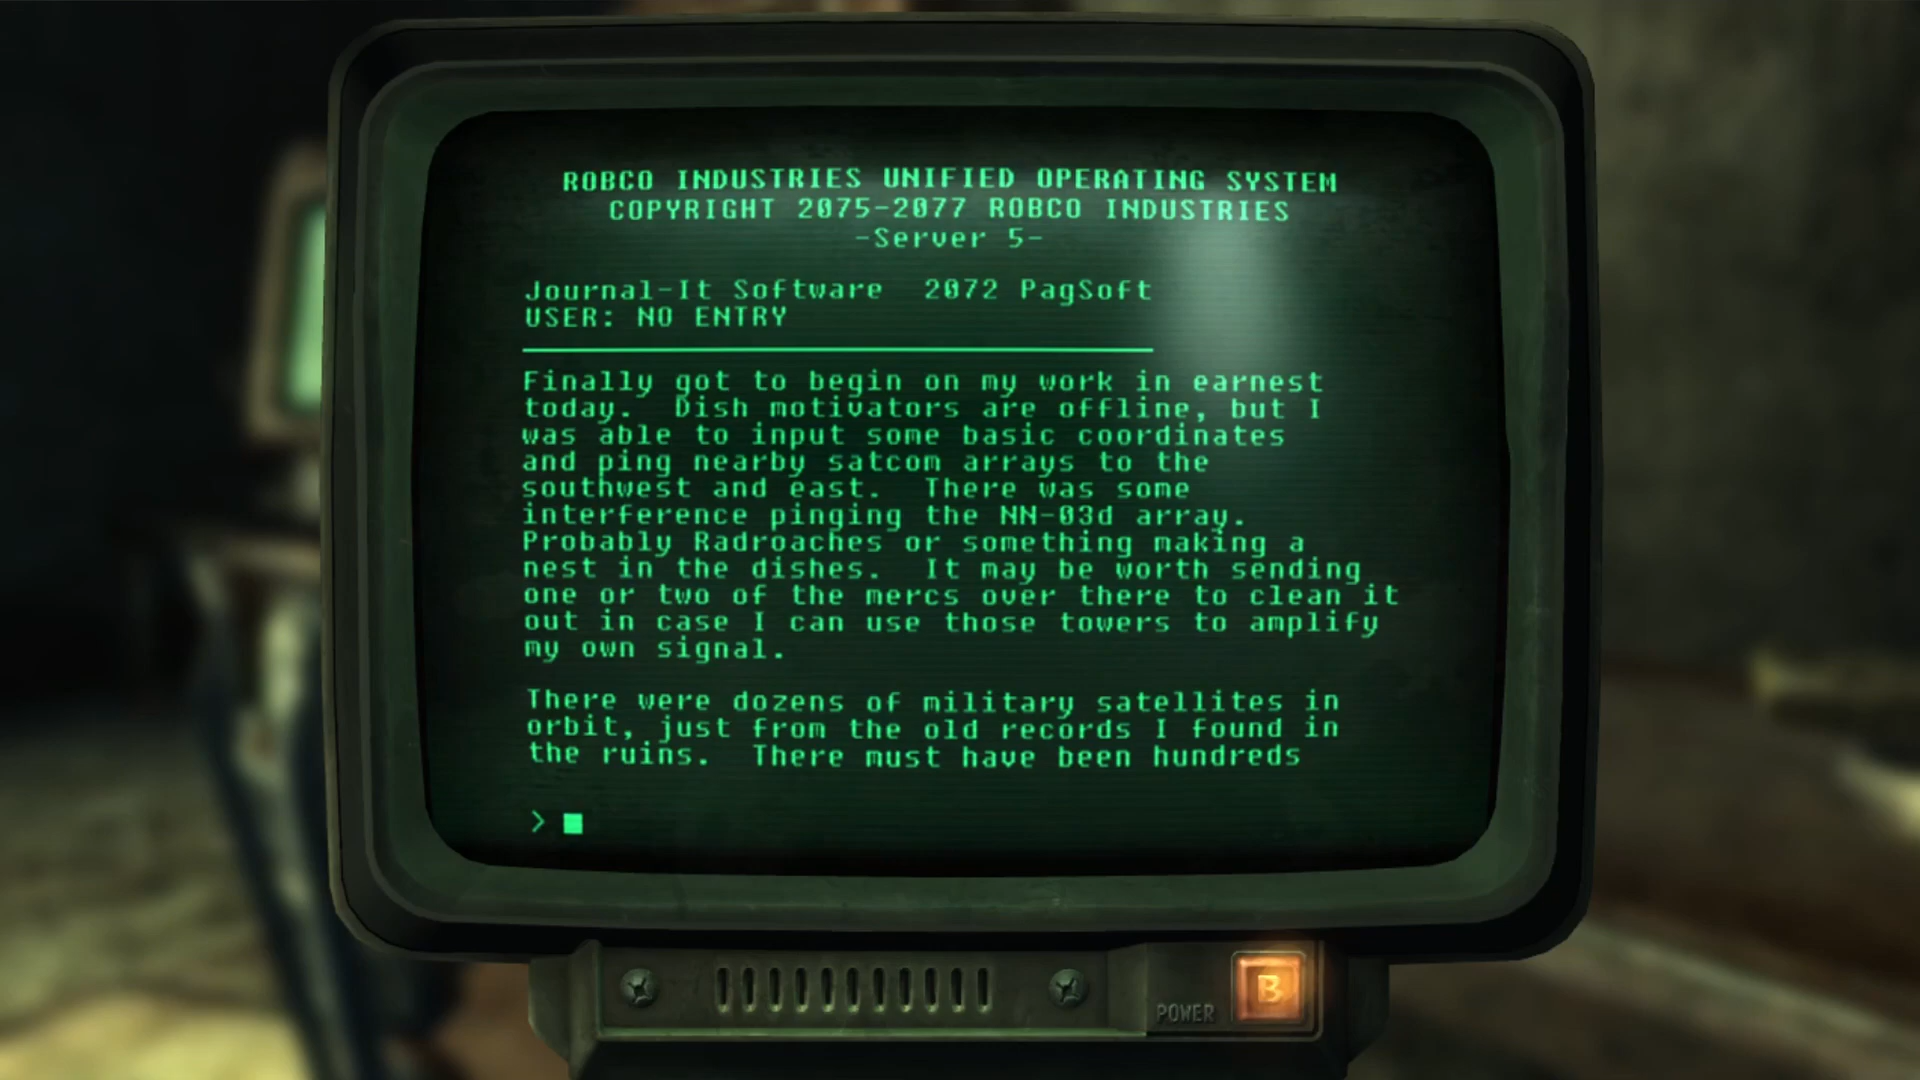 ROBCO INDUSTRIES UNIFIED OPERATING SYSTEM
COPYRIGHT 2075-2077 ROBCO INDUSTRIES
-Server 5-
Journal-It Software  2072 PagSoft
USER: NO ENTRY
Finally got to begin on my work in earnest
today.  Dish motivators are offline, but I
was able to input some basic coordinates
and ping nearby satcom arrays to the
southwest and east.  There was some
interference pinging the NN-03d array.
Probably Radroaches or something making a
nest in the dishes.  It may be worth sending
one or two of the mercs over there to clean it
out in case I can use those towers to amplify
my own signal.
There were dozens of military satellites in
orbit, just from the old records I found in
the ruins.  There must have been hundreds
>
POWER
B